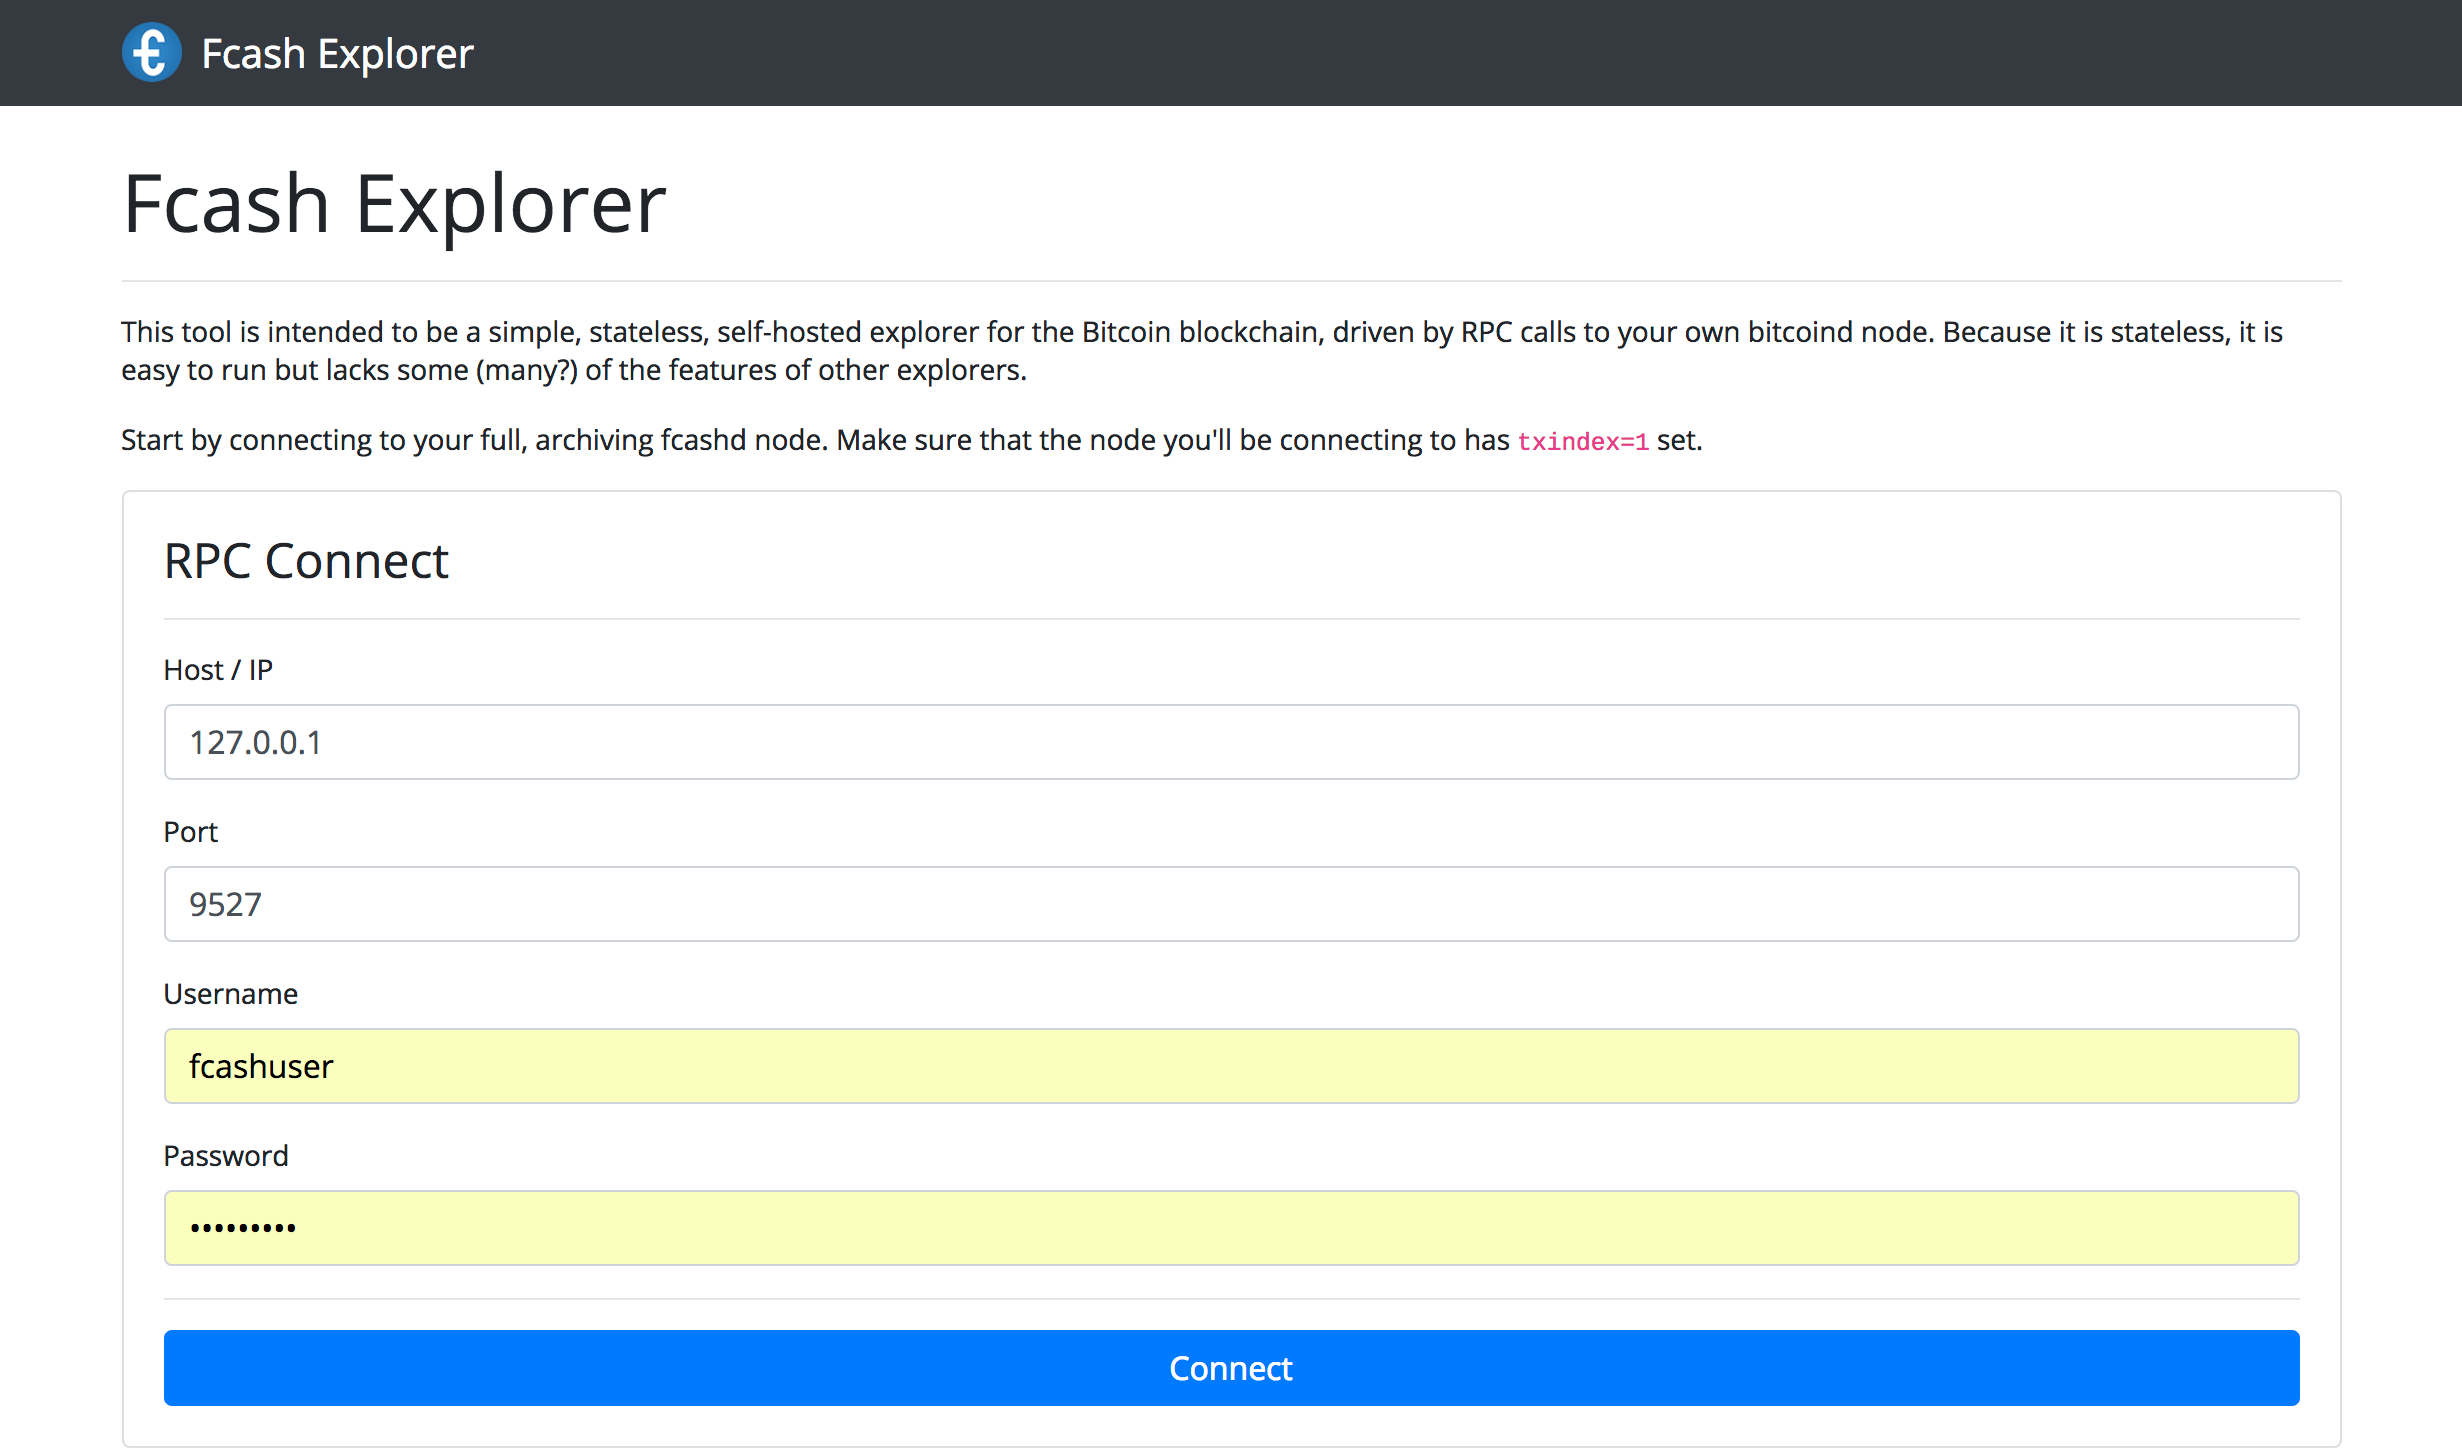 Fcash Explorer
Fcash Explorer
This tool is intended to be a simple, stateless, self-hosted explorer for the Bitcoin blockchain, driven by RPC calls to your own bitcoind node. Because it is stateless, it is
easy to run but lacks some (many?) of the features of other explorers.
Start by connecting to your full, archiving fcashd node. Make sure that the node you'll be connecting to has txindex=1 set.
RPC Connect
Host / IP
127.0.0.1
Port
9527
Username
fcashuser
Password
•••••••••
Connect